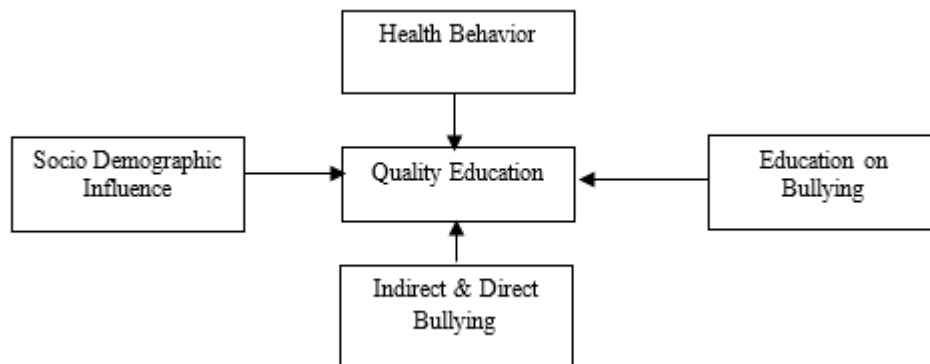 Health Behavior
Socio Demographic
Influence
Quality Education
Education on
Bullying
Indirect & Direct
Bullying